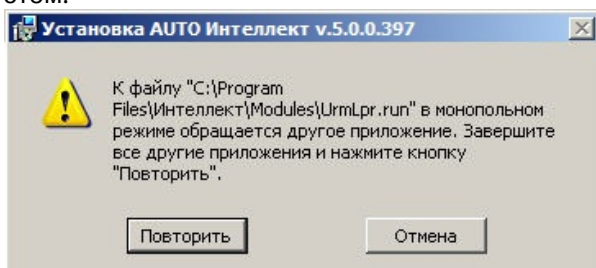 Установка AUTO Интеллект v.5.0.0.397
К файлу "C:\Program
Files\Интеллект\Modules\UrmLpr.run" в монопольном
режиме обращается другое приложение. Завершите
все другие приложения и нажмите кнопку
"Повторить".
Повторить
Отмена